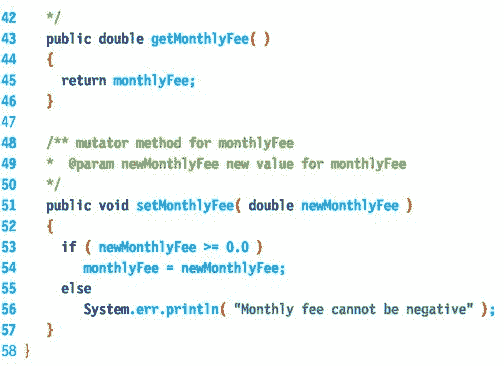 42 */
43 public double getMonthlyFee( )
44 {
45 return monthlyFee;
46 }
47
48 /** mutator method for monthlyFee
49 * @param newMonthlyFee new value for monthlyFee
50 */
51 public void setMonthlyFee( double newMonthlyFee )
52 {
53 if ( newMonthlyFee >= 0.0 )
54 monthlyFee = newMonthlyFee;
55 else
56 System.err.println( "Monthly fee cannot be negative" );
57 }
58 }